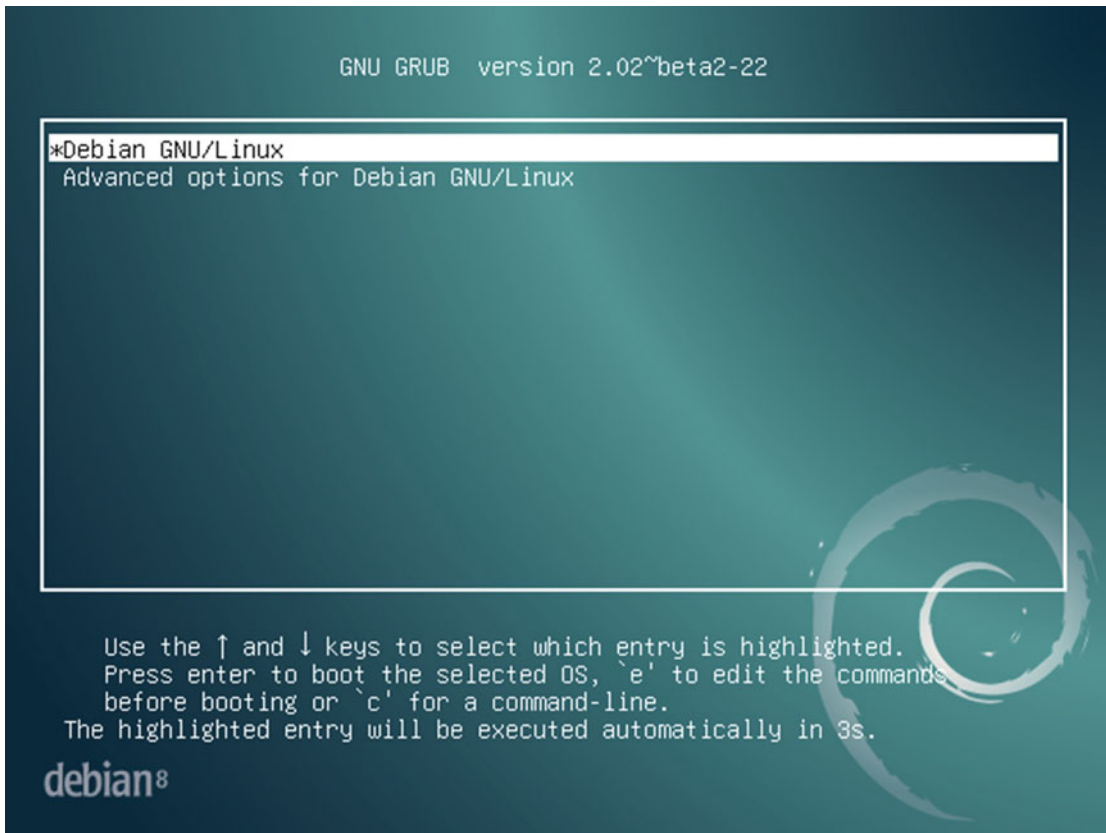 GNU GRUB  version 2.02~beta2-22
*Debian GNU/Linux
Advanced options for Debian GNU/Linux
Use the ↑ and ↓ keys to select which entry is highlighted.
Press enter to boot the selected OS, `e' to edit the commands
before booting or `c' for a command-line.
The highlighted entry will be executed automatically in 3s.
debian 8